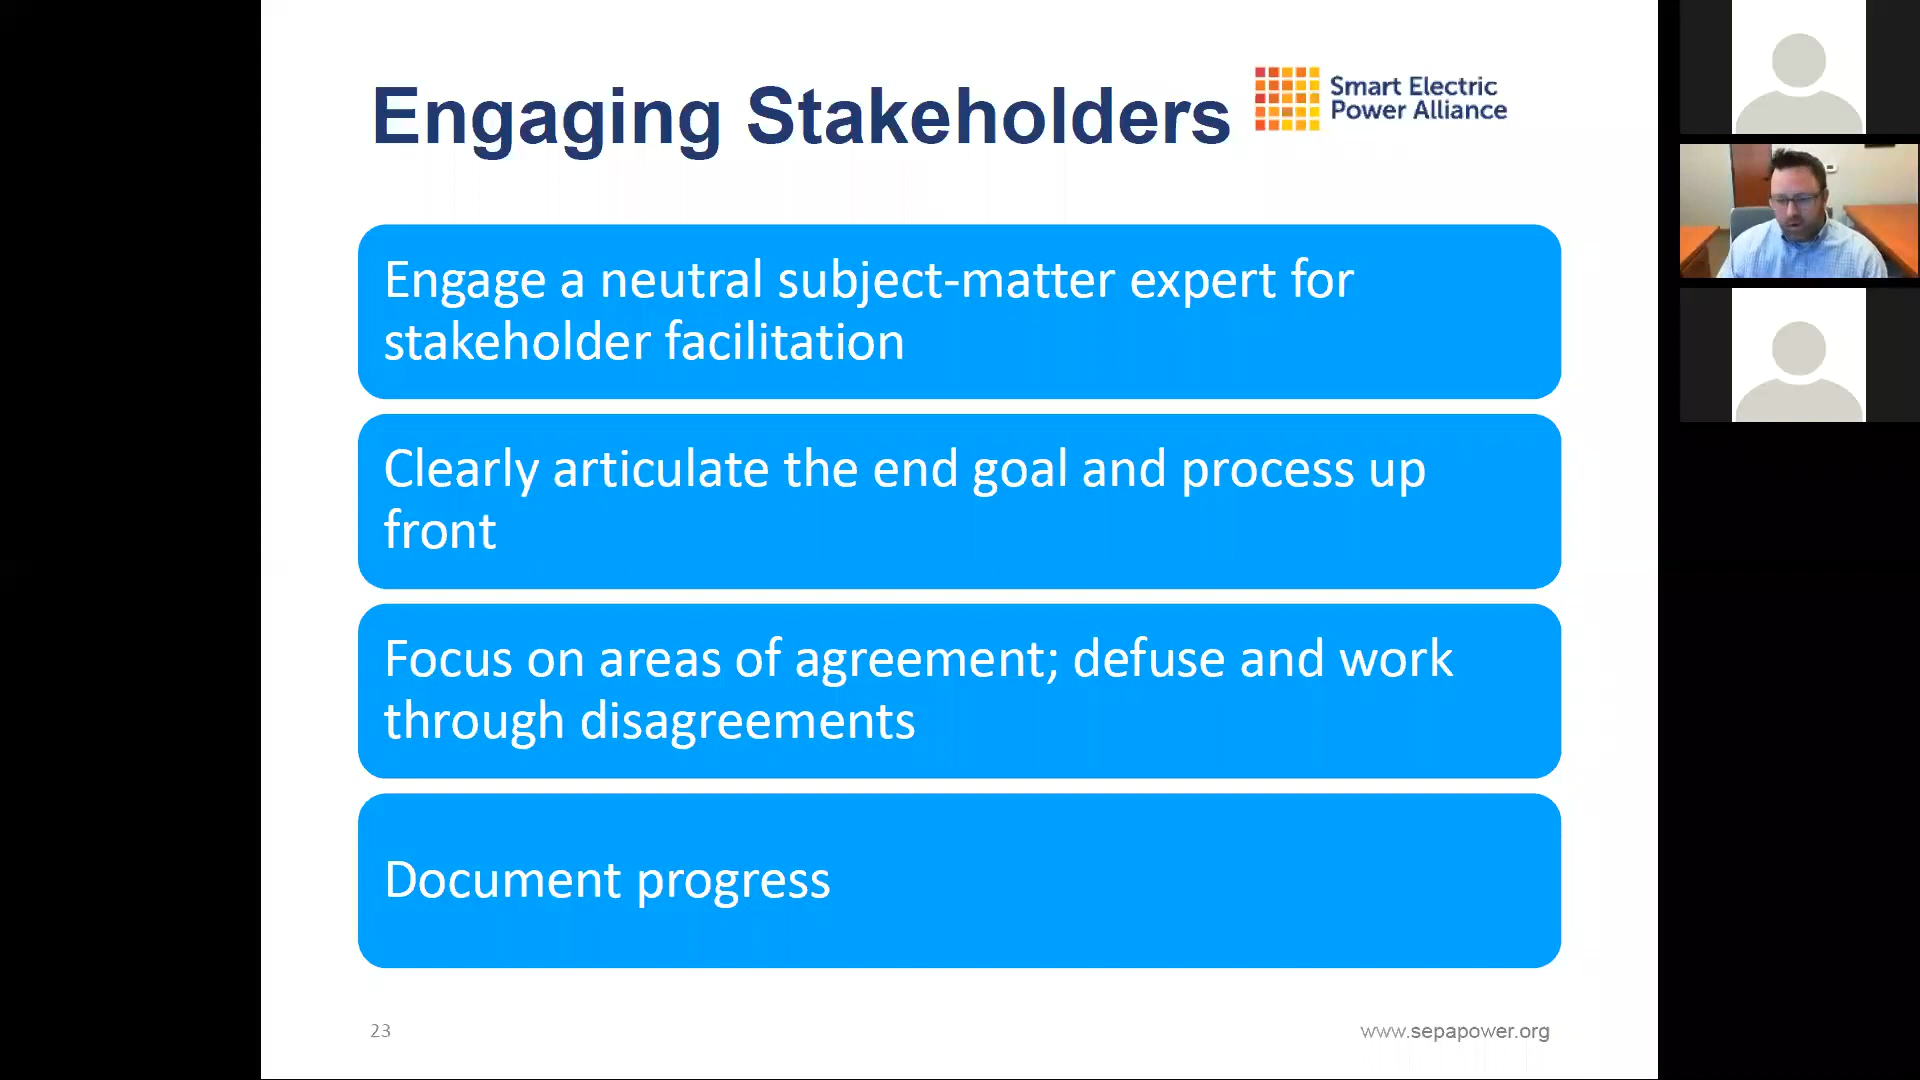 Engaging Stakeholders
Smart Electric
Power Alliance
Engage a neutral subject-matter expert for
stakeholder facilitation
Clearly articulate the end goal and process up
front
Focus on areas of agreement; defuse and work
through disagreements
Document progress
23
www.sepapower.org